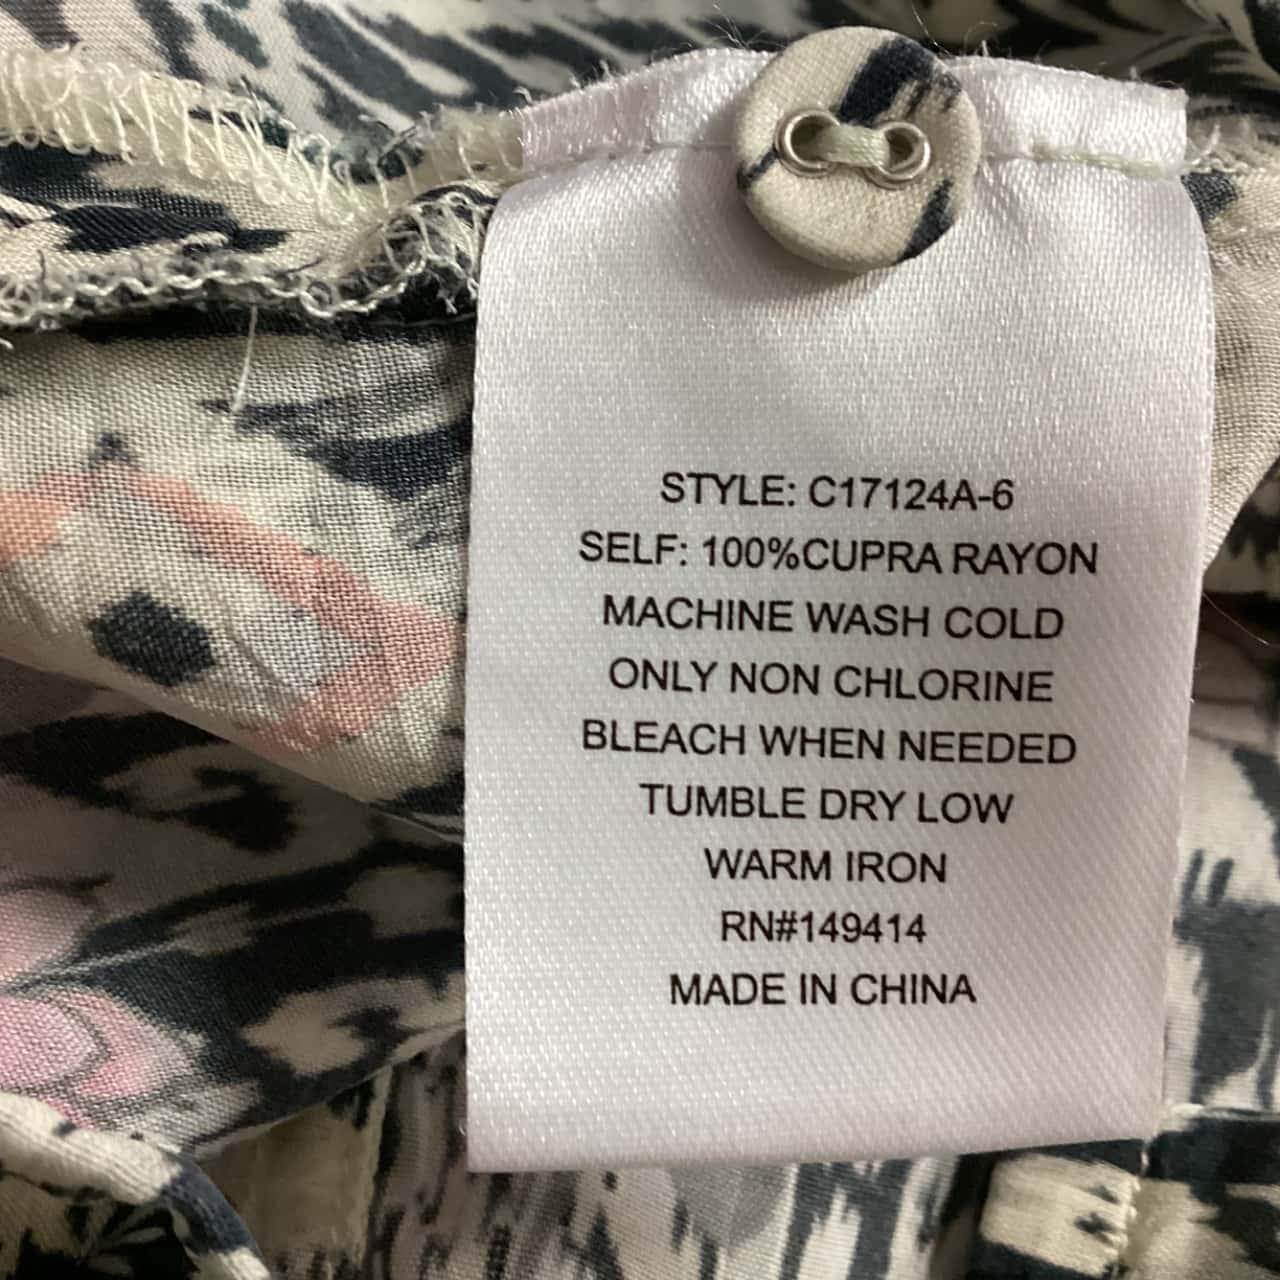 STYLE: C17124A-6
SELF: 100%CUPRA RAYON
MACHINE WASH COLD
ONLY NON CHLORINE
BLEACH WHEN NEEDED
TUMBLE DRY LOW
WARM IRON
RN#149414
MADE IN CHINA